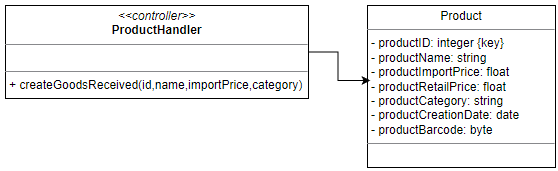 <<controller>>
ProductHandler
+ createGoodsReceived(id,name,importPrice,category)
Product
- productID: integer {key}
- productName: string
- productImportPrice: float
- productRetailPrice: float
- productCategory: string
- productCreationDate: date
- productBarcode: byte